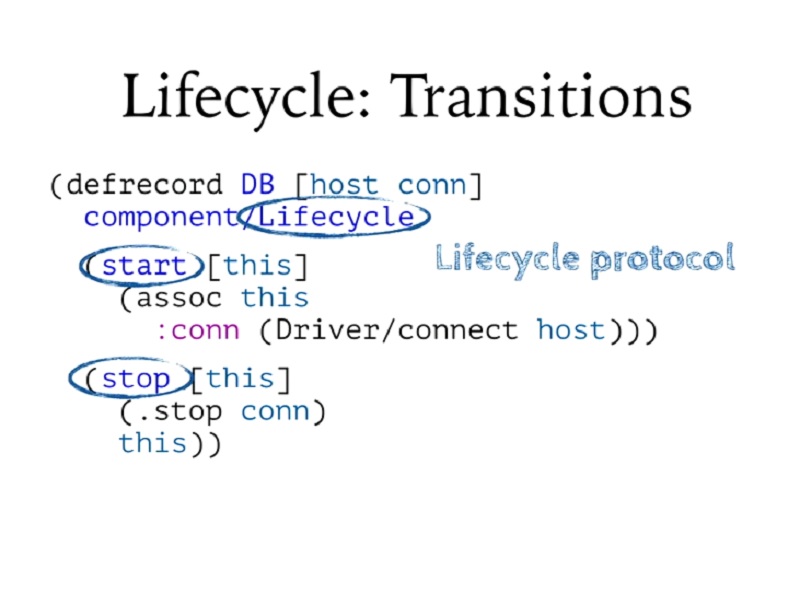 Lifecycle: Transitions
(defrecord DB [host conn]
component/Lifecycle
Lifecycle protocol
(start [this]
(assoc this
:conn (Driver/connect host)))
(stop [this]
(.stop conn)
this))